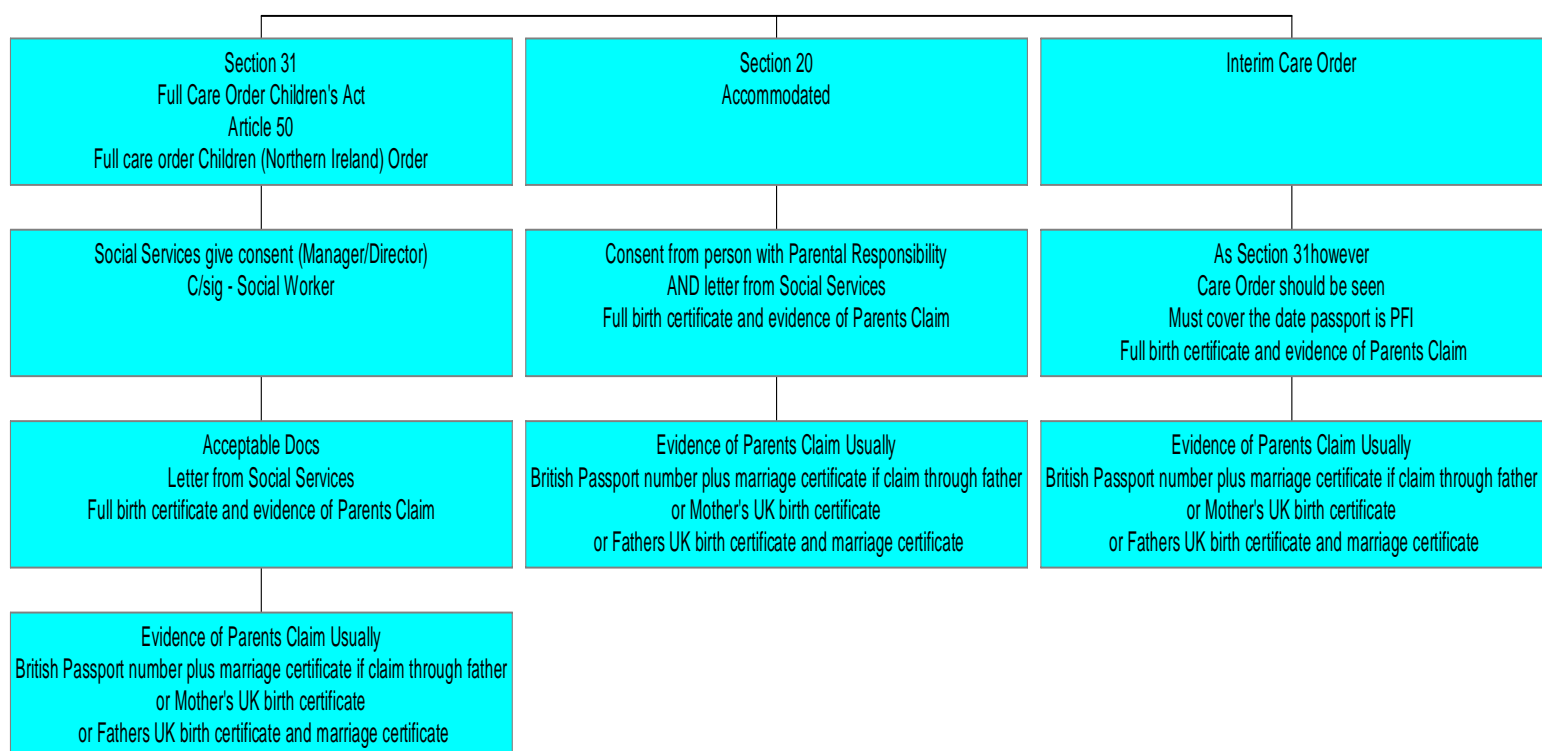 Section 31
Full Care Order Children's Act
Article 50
Full care order Children (Northern Ireland) Order
Section 20
Accommodated
Interim Care Order
Social Services give consent (Manager/Director)
C/sig - Social Worker
Consent from person with Parental Responsibility
AND letter from Social Services
Full birth certificate and evidence of Parents Claim
As Section 31however
Care Order should be seen
Must cover the date passport is PFI
Full birth certificate and evidence of Parents Claim
Acceptable Docs
Letter from Social Services
Full birth certificate and evidence of Parents Claim
Evidence of Parents Claim Usually
British Passport number plus marriage certificate if claim through father
or Mother's UK birth certificate
or Fathers UK birth certificate and marriage certificate
Evidence of Parents Claim Usually
British Passport number plus marriage certificate if claim through father
or Mother's UK birth certificate
or Fathers UK birth certificate and marriage certificate
Evidence of Parents Claim Usually
British Passport number plus marriage certificate if claim through father
or Mother's UK birth certificate
or Fathers UK birth certificate and marriage certificate